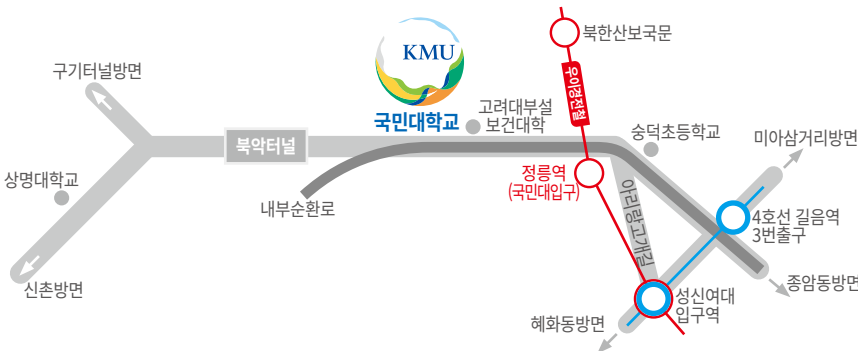 북한산보국문
KMU
구기터널방면
우이경전철
고려대부설
보건대학
국민대학교
숭덕초등학교
미아삼거리방면
북악터널
정릉역
(국민대입구)
상명대학교
아리랑고개길
내부순환로
4호선 길음역
3번출구
종암동방면
신촌방면
성신여대
입구역
혜화동방면